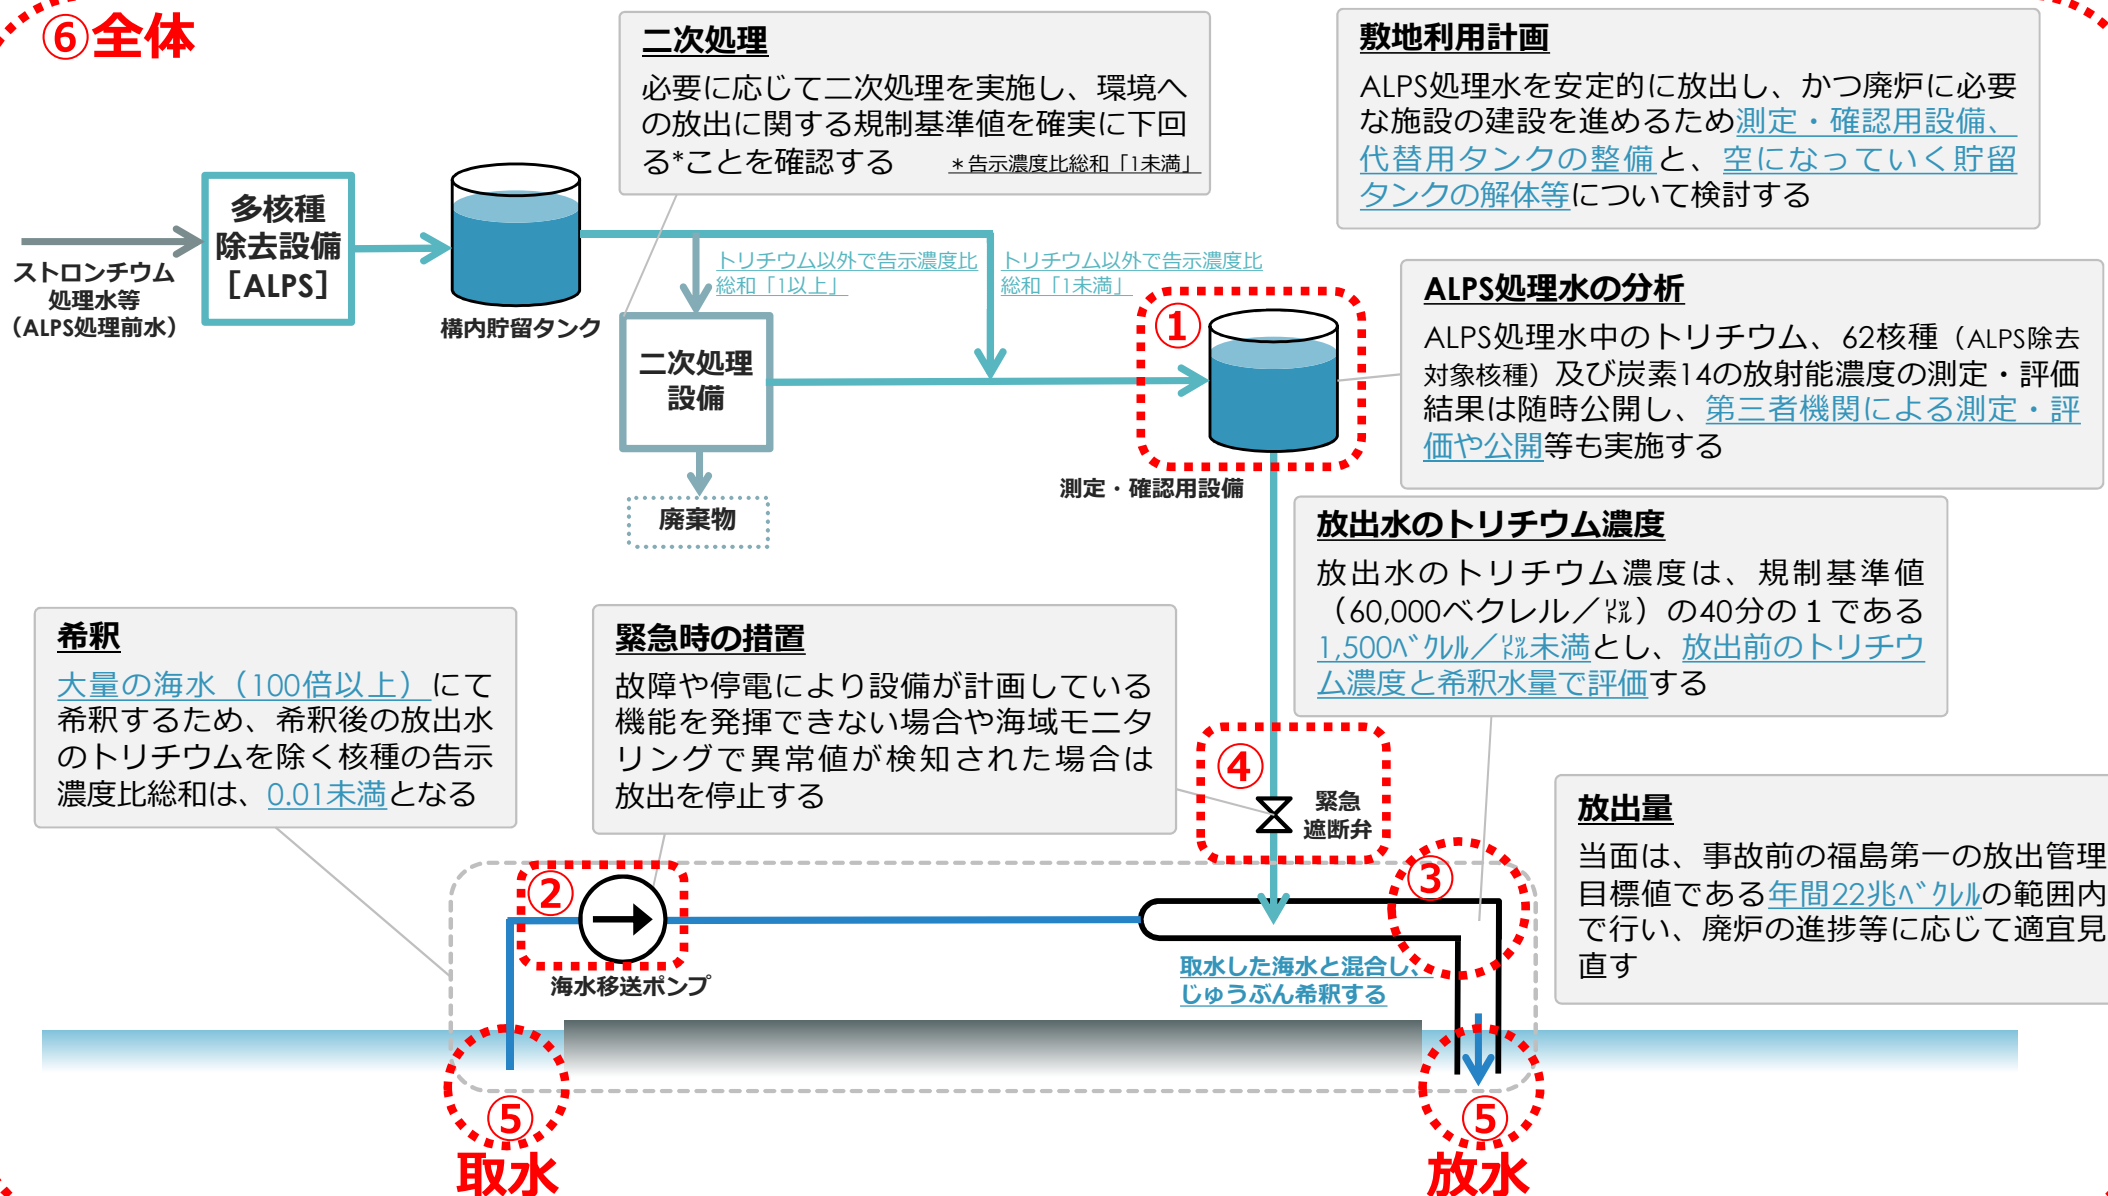 ⑥全体
二次処理
必要に応じて二次処理を実施し、環境へ
の放出に関する規制基準値を確実に下回
る*ことを確認する
＊告示濃度比総和「1未満」
敷地利用計画
ALPS処理水を安定的に放出し、かつ廃炉に必要
な施設の建設を進めるため測定・確認用設備、
代替用タンクの整備と、空になっていく貯留
タンクの解体等について検討する
多核種
除去設備
［ALPS］
ストロンチウム
処理水等
（ALPS処理前水）
構内貯留タンク
トリチウム以外で告示濃度比
総和「1以上」
トリチウム以外で告示濃度比
総和「1未満」
二次処理
設備
廃棄物
①
測定・確認用設備
ALPS処理水の分析
ALPS処理水中のトリチウム、62核種（ALPS除去
対象核種）及び炭素14の放射能濃度の測定・評価
結果は随時公開し、第三者機関による測定・評
価や公開等も実施する
放出水のトリチウム濃度
放出水のトリチウム濃度は、規制基準値
（60,000ベクレル／㍑）の40分の１である
1,500ﾍﾞｸﾚﾙ／㍑未満とし、放出前のトリチウ
ム濃度と希釈水量で評価する
希釈
大量の海水（100倍以上）にて
希釈するため、希釈後の放出水
のトリチウムを除く核種の告示
濃度比総和は、0.01未満となる
緊急時の措置
故障や停電により設備が計画している
機能を発揮できない場合や海域モニタ
リングで異常値が検知された場合は
放出を停止する
④
緊急
遮断弁
放出量
当面は、事故前の福島第一の放出管理
目標値である年間22兆ﾍﾞｸﾚﾙの範囲内
で行い、廃炉の進捗等に応じて適宜見
直す
②
海水移送ポンプ
③
取水した海水と混合し、
じゅうぶん希釈する
⑤
取水
⑤
放水